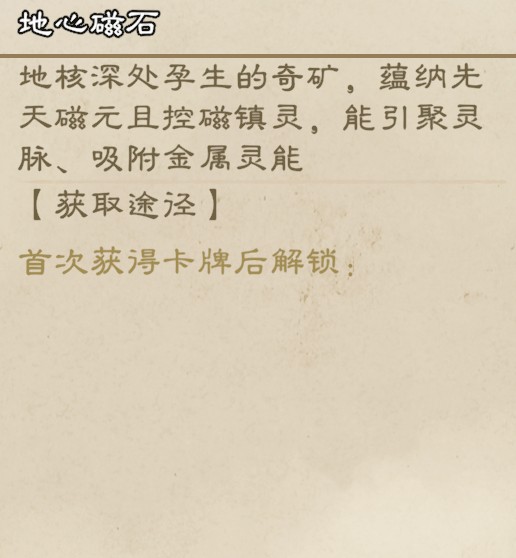 地心磁石
地核深处孕生的奇矿，蕴纳先
天磁元且控磁镇灵，能引聚灵
脉、吸附金属灵能
【获取途径】
首次获得卡牌后解锁：